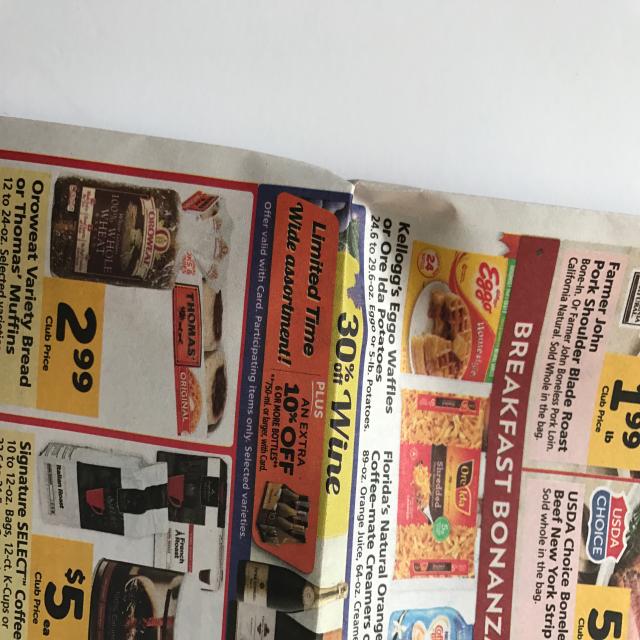 Farmer John
Pork Shoulder Blade Roast
Bone-In. Or Farmer John Boneless Pork Loin.
California Natural. Sold Whole in the bag.
1 99
lb
Club Price
USDA
CHOICE
USDA Choice Bonel
Beef New York Strip
Sold whole in the bag.
5
BREAKFAST BONANZ
Eggo
24
Ore Ida
Shredded
Kellogg's Eggo Waffles
or Ore Ida Potatoes
24.6 to 29.6-oz. Eggo or 5-lb. Potatoes.
Florida's Natural Orange
Coffee-mate Creamers o
89-oz. Orange Juice, 64-oz. Creame
30% off Wine
Limited Time
Wide assortment!
PLUS
AN EXTRA
10% OFF
6 OR MORE BOTTLES!*
*750-ml. or larger, with Card.
Offer valid with Card. Participating items only. Selected varieties.
OROWEAT
100% WHOLE
WHEAT
THOMAS'
ORIGINAL
2 99
Club Price
Oroweat Variety Bread
or Thomas' Muffins
12 to 24-oz. Selected varieties.
Italian Roast
French
Roast
$5 ea
Club Price
Signature SELECT™ Coffee
10 to 12-oz. Bags, 12-ct. K-Cups or